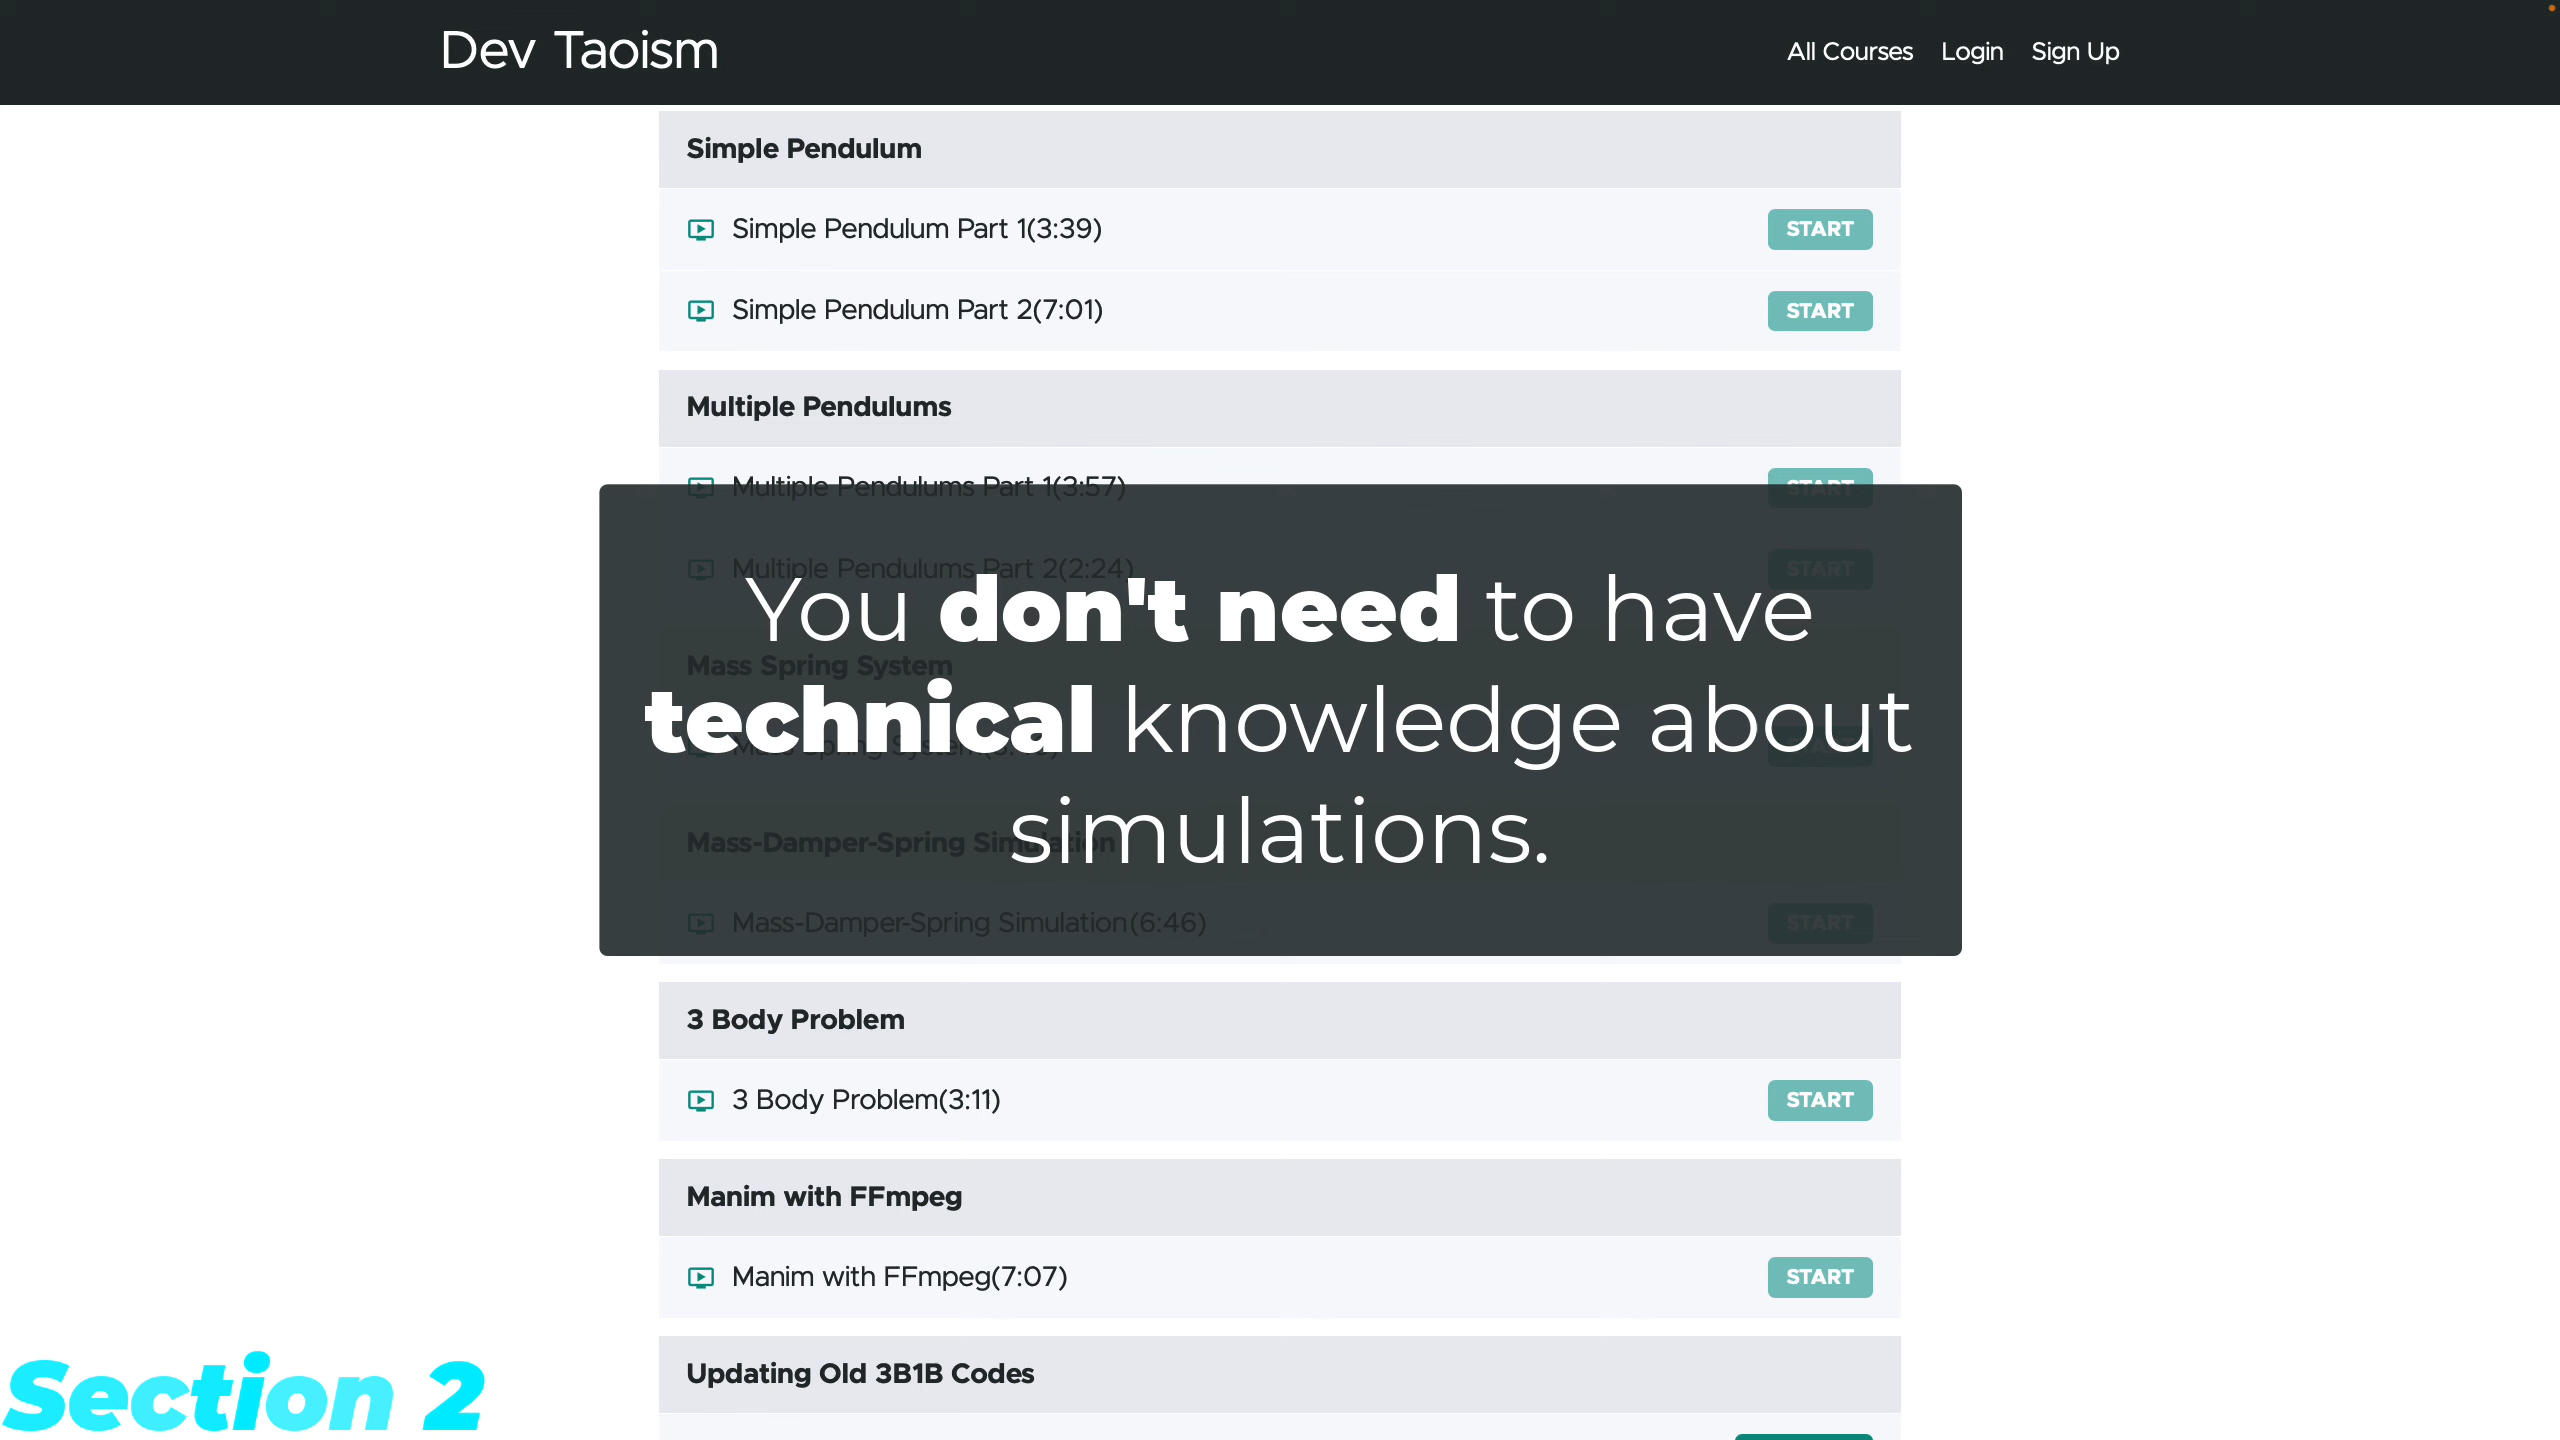 Dev Taoism
All Courses Login Sign Up
Simple Pendulum
Simple Pendulum Part 1(3:39)
START
Simple Pendulum Part 2(7:01)
START
Multiple Pendulums
Multiple Pendulums Part 1(3:57)
START
Multiple Pendulums Part 2(2:24)
START
You don't need to have
Mass Spring System
technical knowledge about
simulations.
Mass-Damper-Spring Simulation
Mass-Damper-Spring Simulation(6:46)
START
3 Body Problem
3 Body Problem(3:11)
START
Manim with FFmpeg
Manim with FFmpeg(7:07)
START
Updating Old 3B1B Codes
Section 2